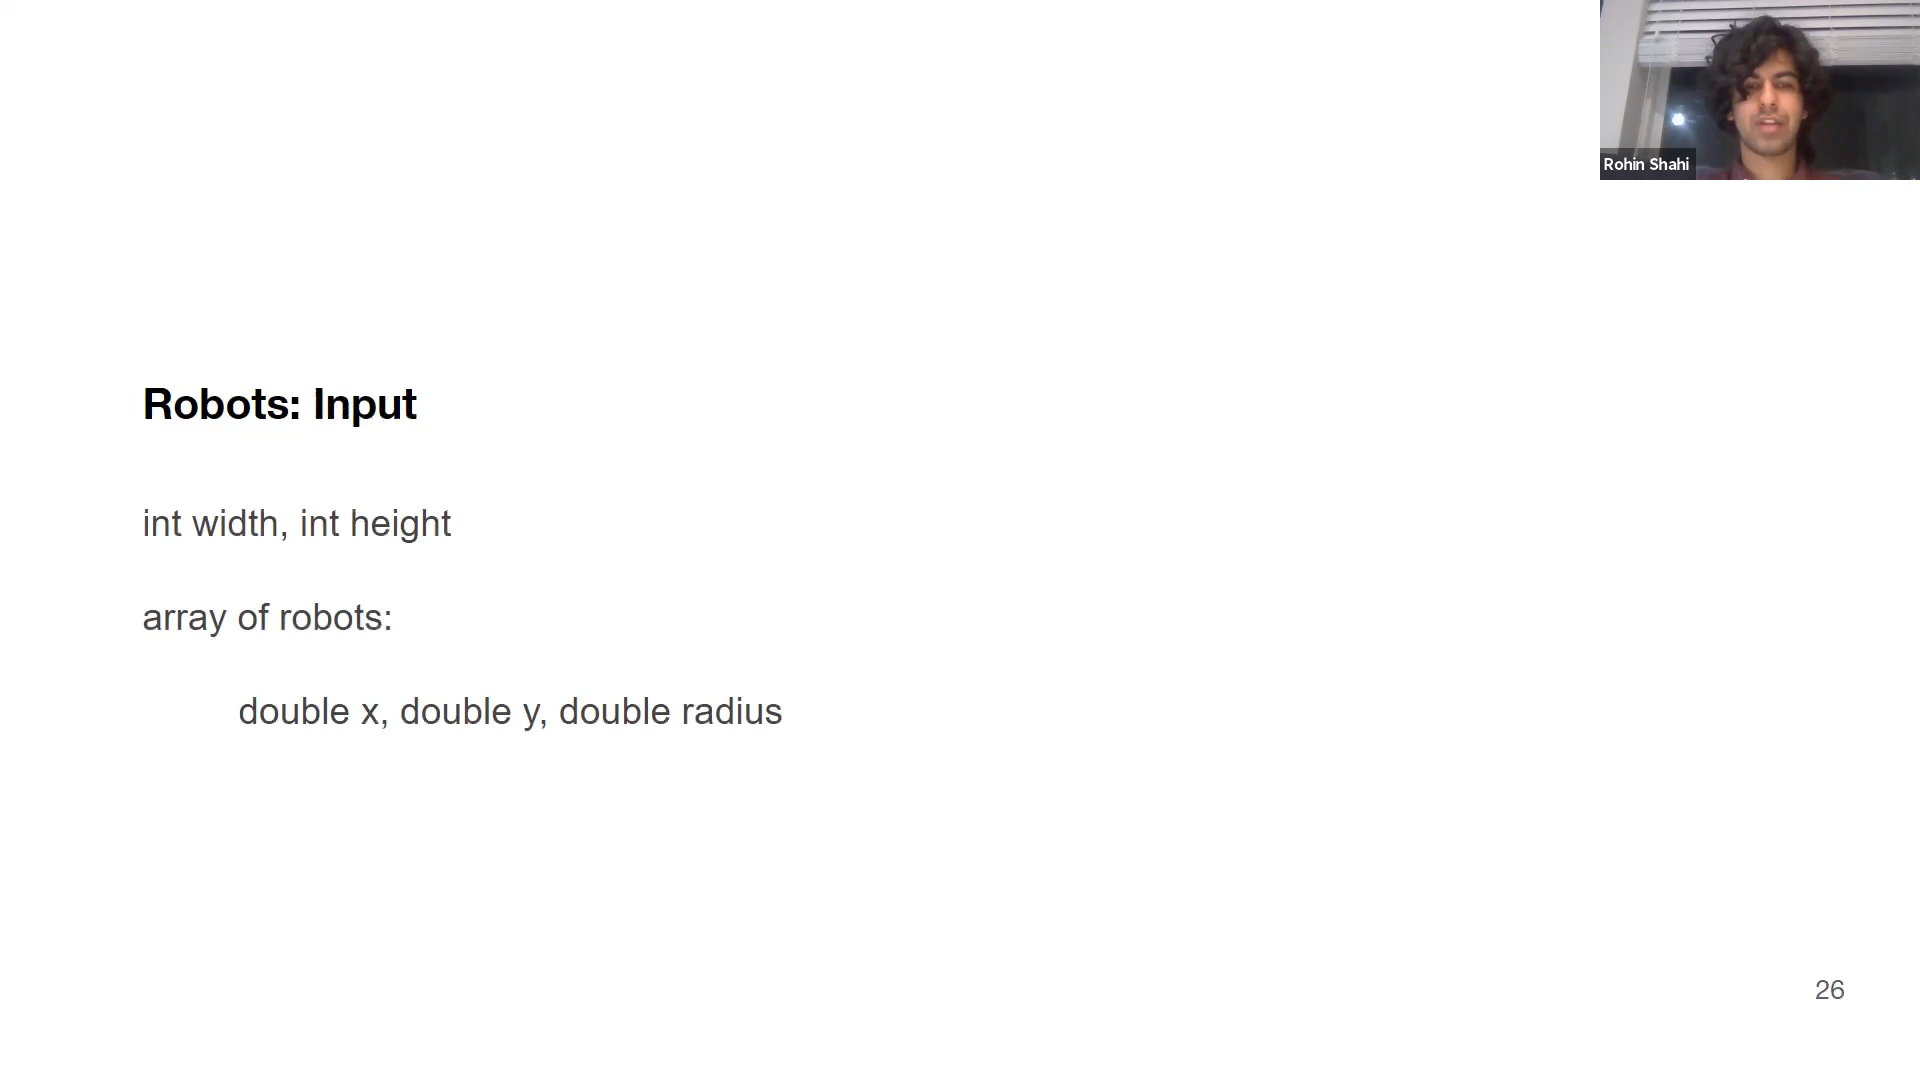 Rohin Shahi
Robots: Input
int width, int height
array of robots:
double x, double y, double radius
26